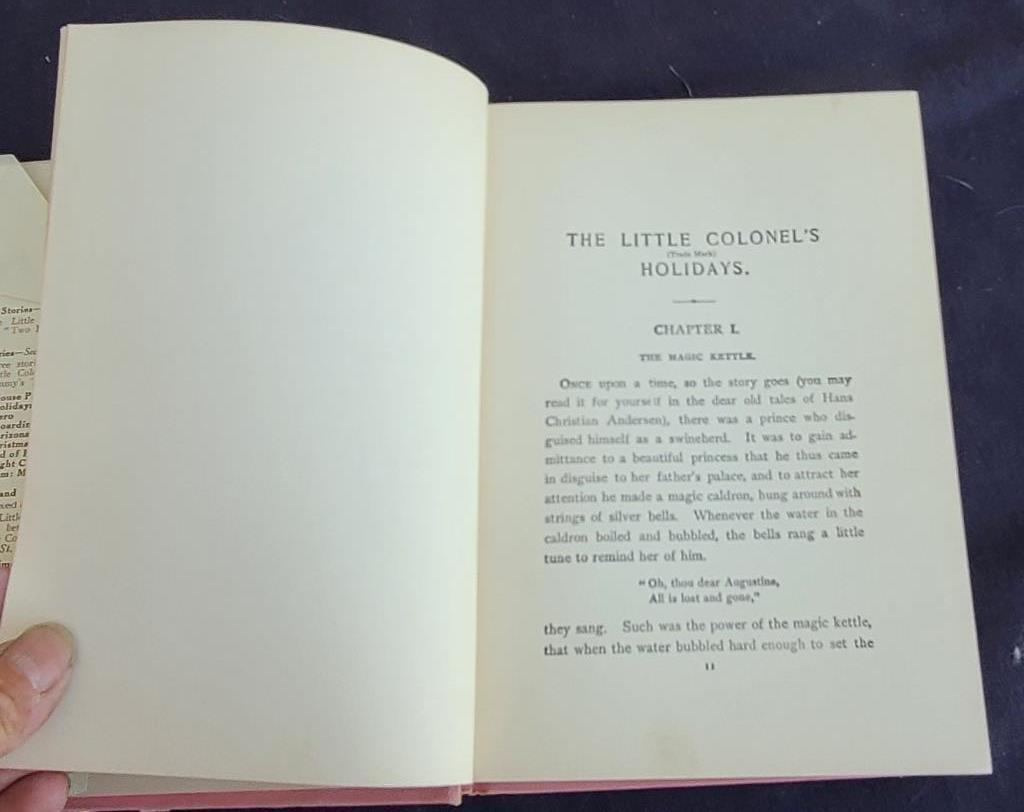 Stories—
Little
"Two
THE LITTLE COLONEL'S
(Trade Mark)
HOLIDAYS.
CHAPTER I.
THE MAGIC KETTLE.
ONCE upon a time, so the story goes (you may
read it for yourself in the dear old tales of Hans
Christian Andersen), there was a prince who dis-
guised himself as a swineherd. It was to gain ad-
mittance to a beautiful princess that he thus came
in disguise to her father's palace, and to attract her
attention he made a magic caldron, hung around with
strings of silver bells. Whenever the water in the
caldron boiled and bubbled, the bells rang a little
tune to remind her of him.
"Oh, thou dear Augustine,
All is lost and gone,"
they sang. Such was the power of the magic kettle,
that when the water bubbled hard enough to set the
11